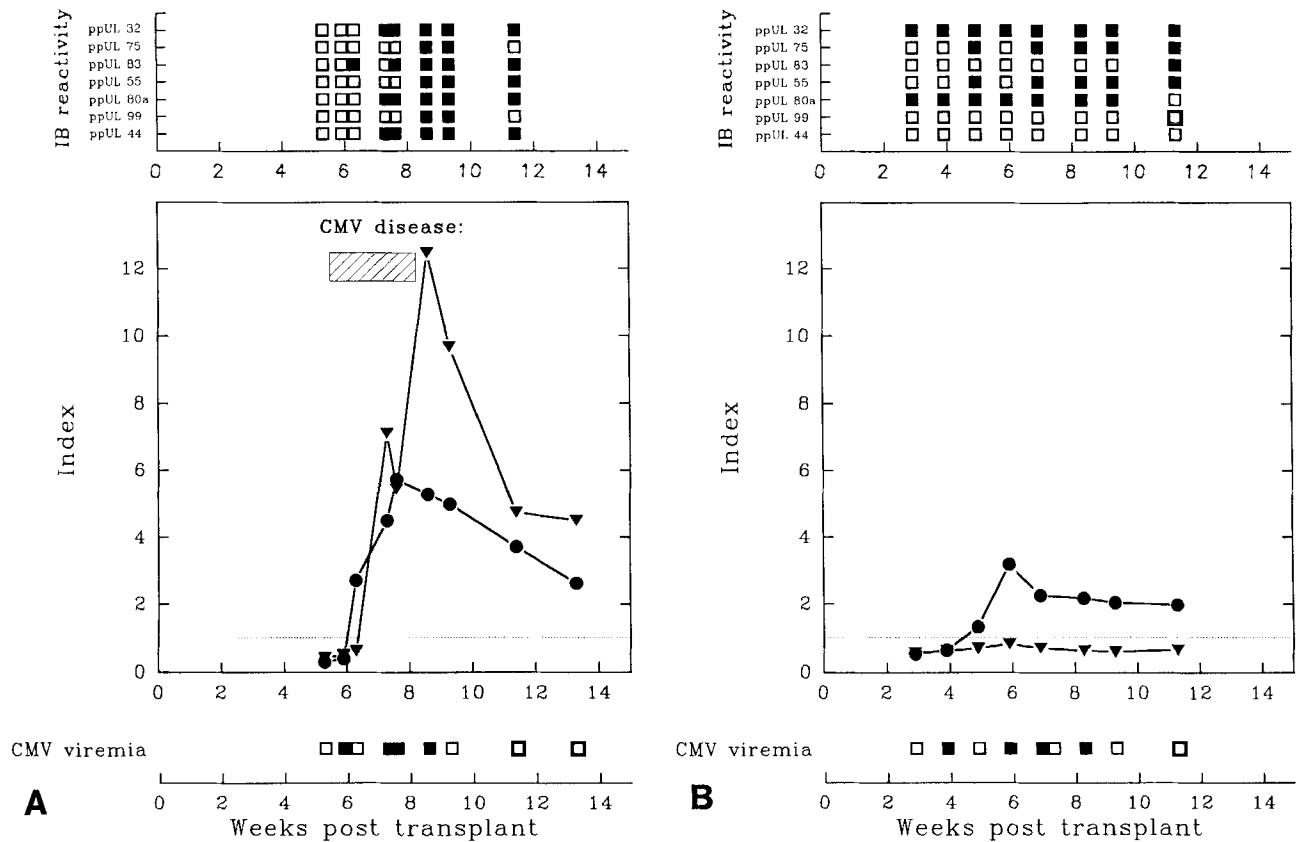 IB reactivity
ppUL 32
ppUL 75
ppUL 83
ppUL 55
ppUL 80a
ppUL 99
ppUL 44
0 2 4 6 8 10 12 14
CMV disease:
Index
12
10
8
6
4
2
0
0 2 4 6 8 10 12 14
CMV viremia
0 2 4 6 8 10 12 14
Weeks post transplant
A
IB reactivity
ppUL 32
ppUL 75
ppUL 83
ppUL 55
ppUL 80a
ppUL 99
ppUL 44
0 2 4 6 8 10 12 14
Index
12
10
8
6
4
2
0
0 2 4 6 8 10 12 14
CMV viremia
0 2 4 6 8 10 12 14
Weeks post transplant
B